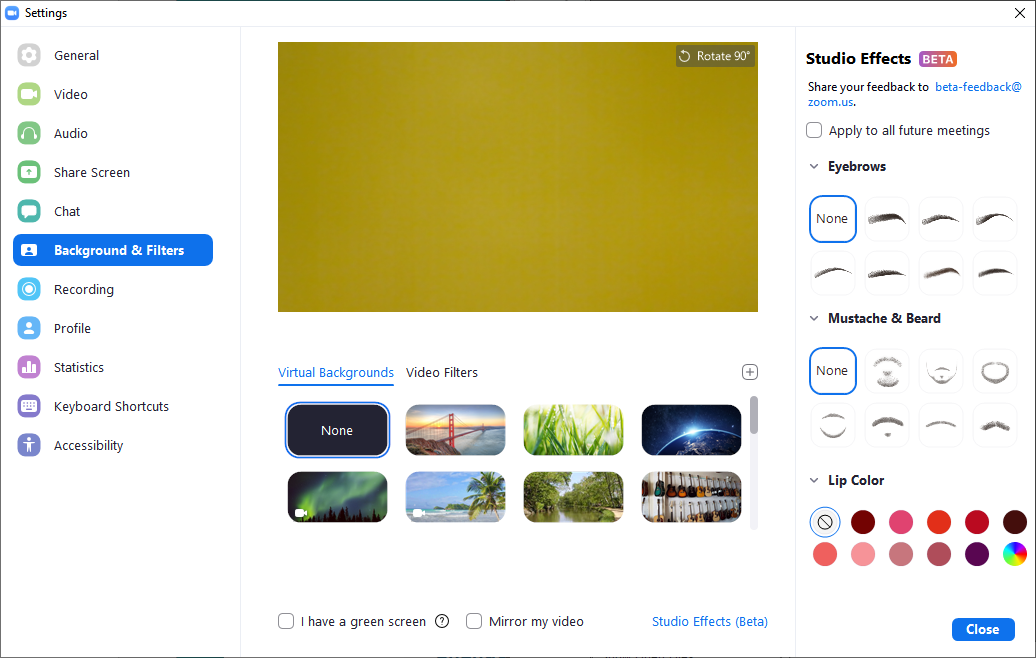 Settings
General
Video
Audio
Share Screen
Chat
Background & Filters
Recording
Profile
Statistics
Keyboard Shortcuts
Accessibility
Rotate 90°
Virtual Backgrounds
Video Filters
None
I have a green screen
Mirror my video
Studio Effects (Beta)
Studio Effects BETA
Share your feedback to beta-feedback@
zoom.us.
Apply to all future meetings
Eyebrows
None
Mustache & Beard
None
Lip Color
Close